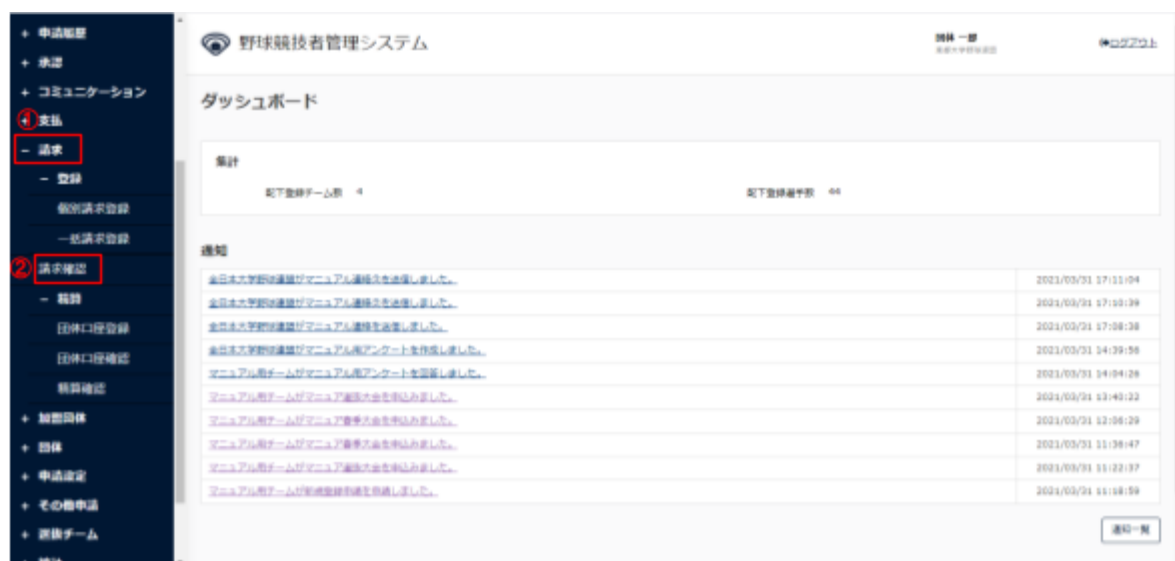 + 申請履歴
+ 承認
+ コミュニケーション
① + 支払
− 請求
− 登録
個別請求登録
一括請求登録
② 請求確認
− 精算
団体口座登録
団体口座確認
精算確認
+ 加盟団体
+ 団体
+ 申請設定
+ その他申請
+ 選抜チーム
野球競技者管理システム
団体 一郎
ログアウト
ダッシュボード
集計
配下登録チーム数 4
配下登録選手数 44
通知
全日本大学野球連盟がマニュアル連絡2を送信しました。 2021/03/31 17:11:04
全日本大学野球連盟がマニュアル連絡2を送信しました。 2021/03/31 17:10:39
全日本大学野球連盟がマニュアル連絡を送信しました。 2021/03/31 17:08:38
全日本大学野球連盟がマニュアル用アンケートを作成しました。 2021/03/31 14:39:56
マニュアル用チームがマニュアル用アンケートを回答しました。 2021/03/31 14:04:26
マニュアル用チームがマニュア選抜大会を申込みました。 2021/03/31 13:40:22
マニュアル用チームがマニュア春季大会を申込みました。 2021/03/31 12:06:29
マニュアル用チームがマニュア春季大会を申込みました。 2021/03/31 11:36:47
マニュアル用チームがマニュア選抜大会を申込みました。 2021/03/31 11:22:37
マニュアル用チームが新規登録申請を申請しました。 2021/03/31 11:18:59
通知一覧